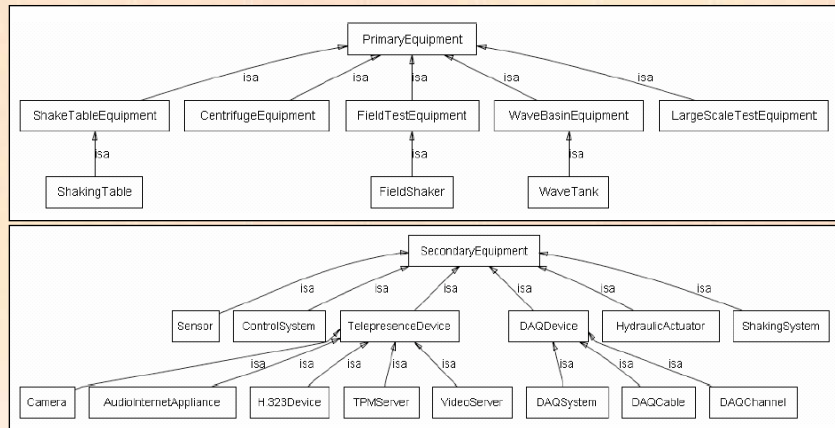 PrimaryEquipment
isa
isa
isa
isa
isa
ShakeTableEquipment
CentrifugeEquipment
FieldTestEquipment
WaveBasinEquipment
LargeScaleTestEquipment
isa
isa
isa
ShakingTable
FieldShaker
WaveTank
SecondaryEquipment
isa
isa
isa
isa
isa
isa
Sensor
ControlSystem
TelepresenceDevice
DAQDevice
HydraulicActuator
ShakingSystem
isa
isa
isa
isa
isa
isa
isa
isa
Camera
AudioInternetAppliance
H.323Device
TPMServer
VideoServer
DAQSystem
DAQCable
DAQChannel